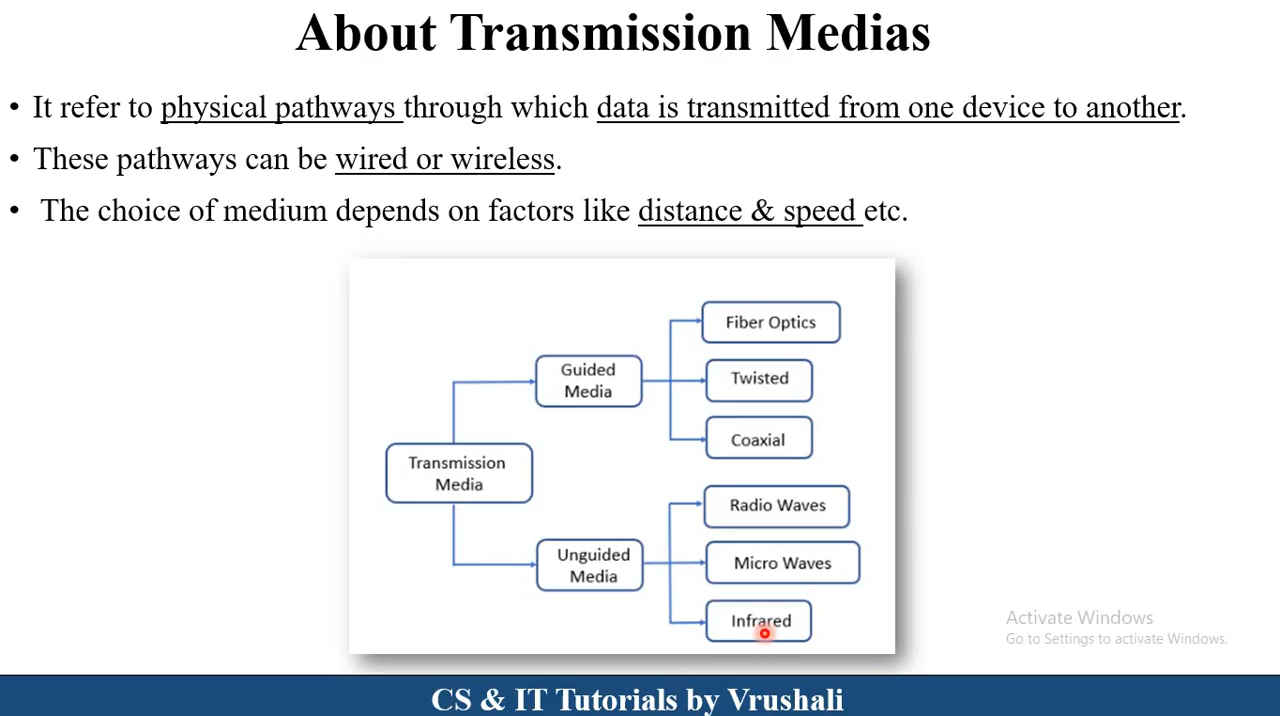 About Transmission Medias
• It refer to physical pathways through which data is transmitted from one device to another.
• These pathways can be wired or wireless.
• The choice of medium depends on factors like distance & speed etc.
Fiber Optics
Guided
Media
Twisted
Coaxial
Transmission
Media
Radio Waves
Unguided
Media
Micro Waves
Infrared
Activate Windows
Go to Settings to activate Windows.
CS & IT Tutorials by Vrushali